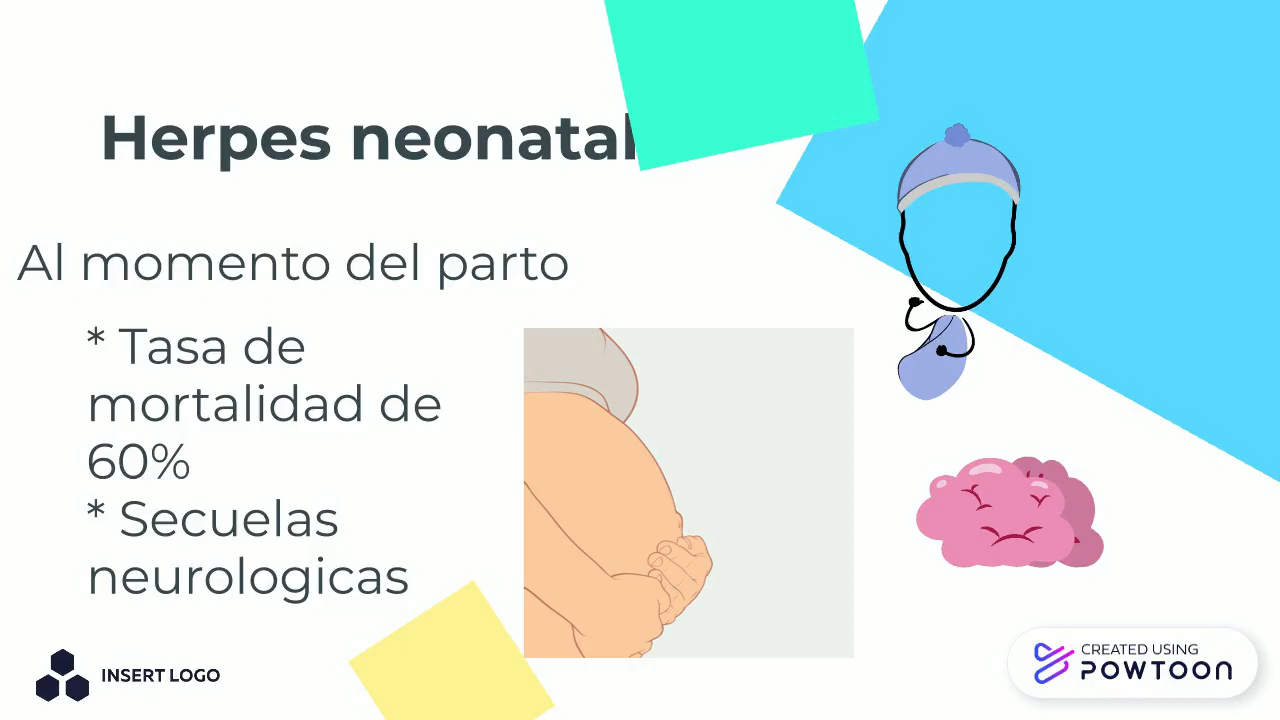 Herpes neonatal
Al momento del parto
* Tasa de
mortalidad de
60%
* Secuelas
neurologicas
INSERT LOGO
CREATED USING
POWTOON